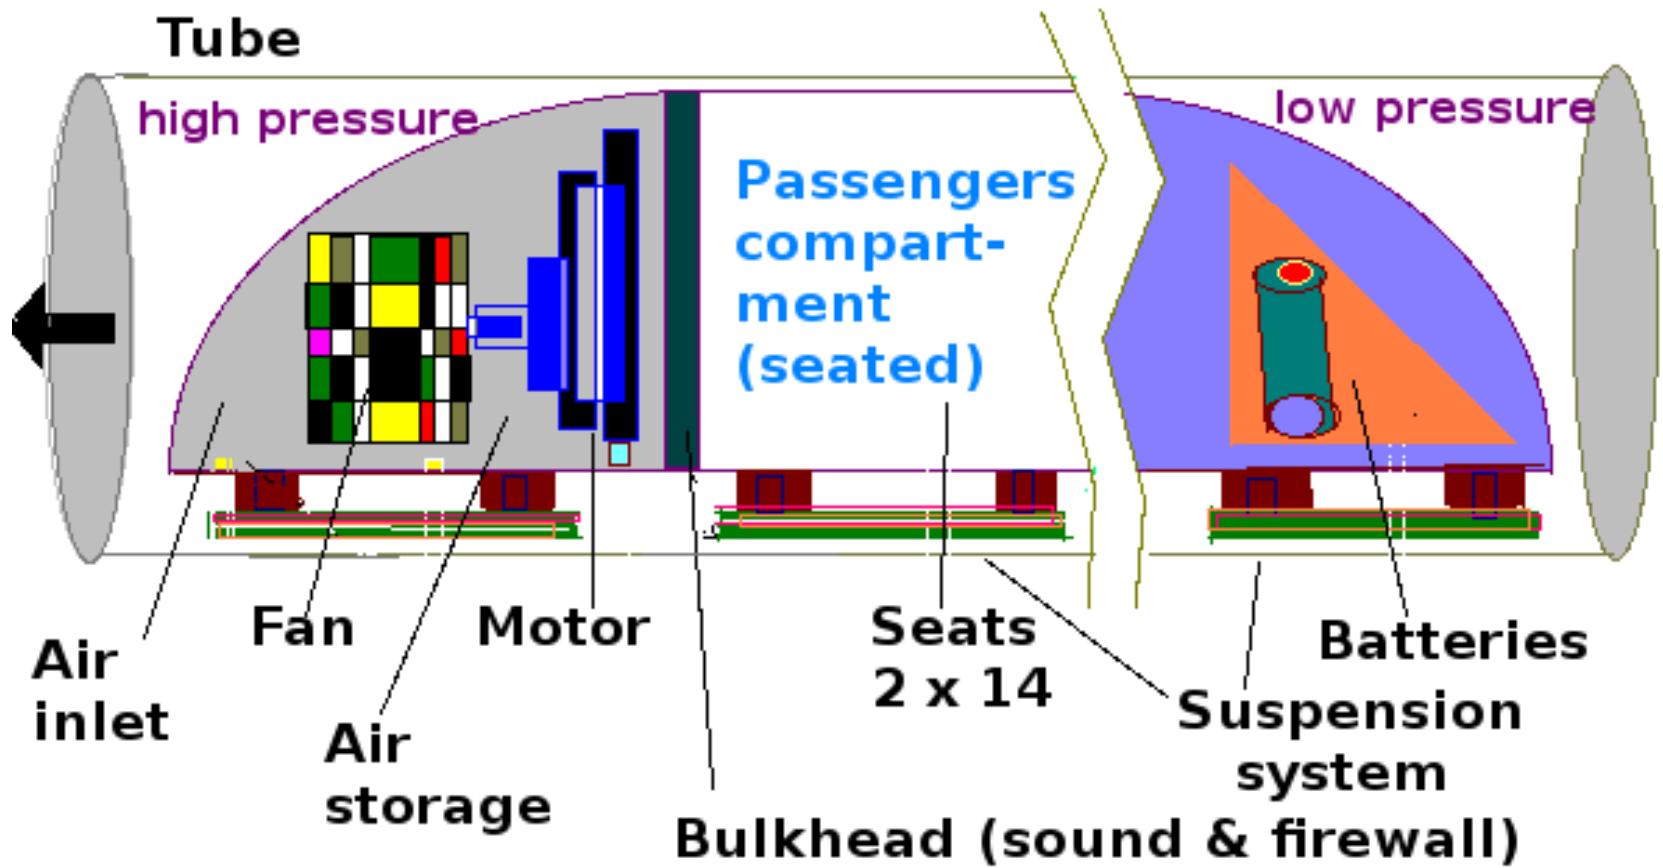 Tube
high pressure
low pressure
Passengers
compart-
ment
(seated)
Fan
Motor
Seats
2 x 14
Batteries
Air
inlet
Air
storage
Suspension
system
Bulkhead (sound & firewall)